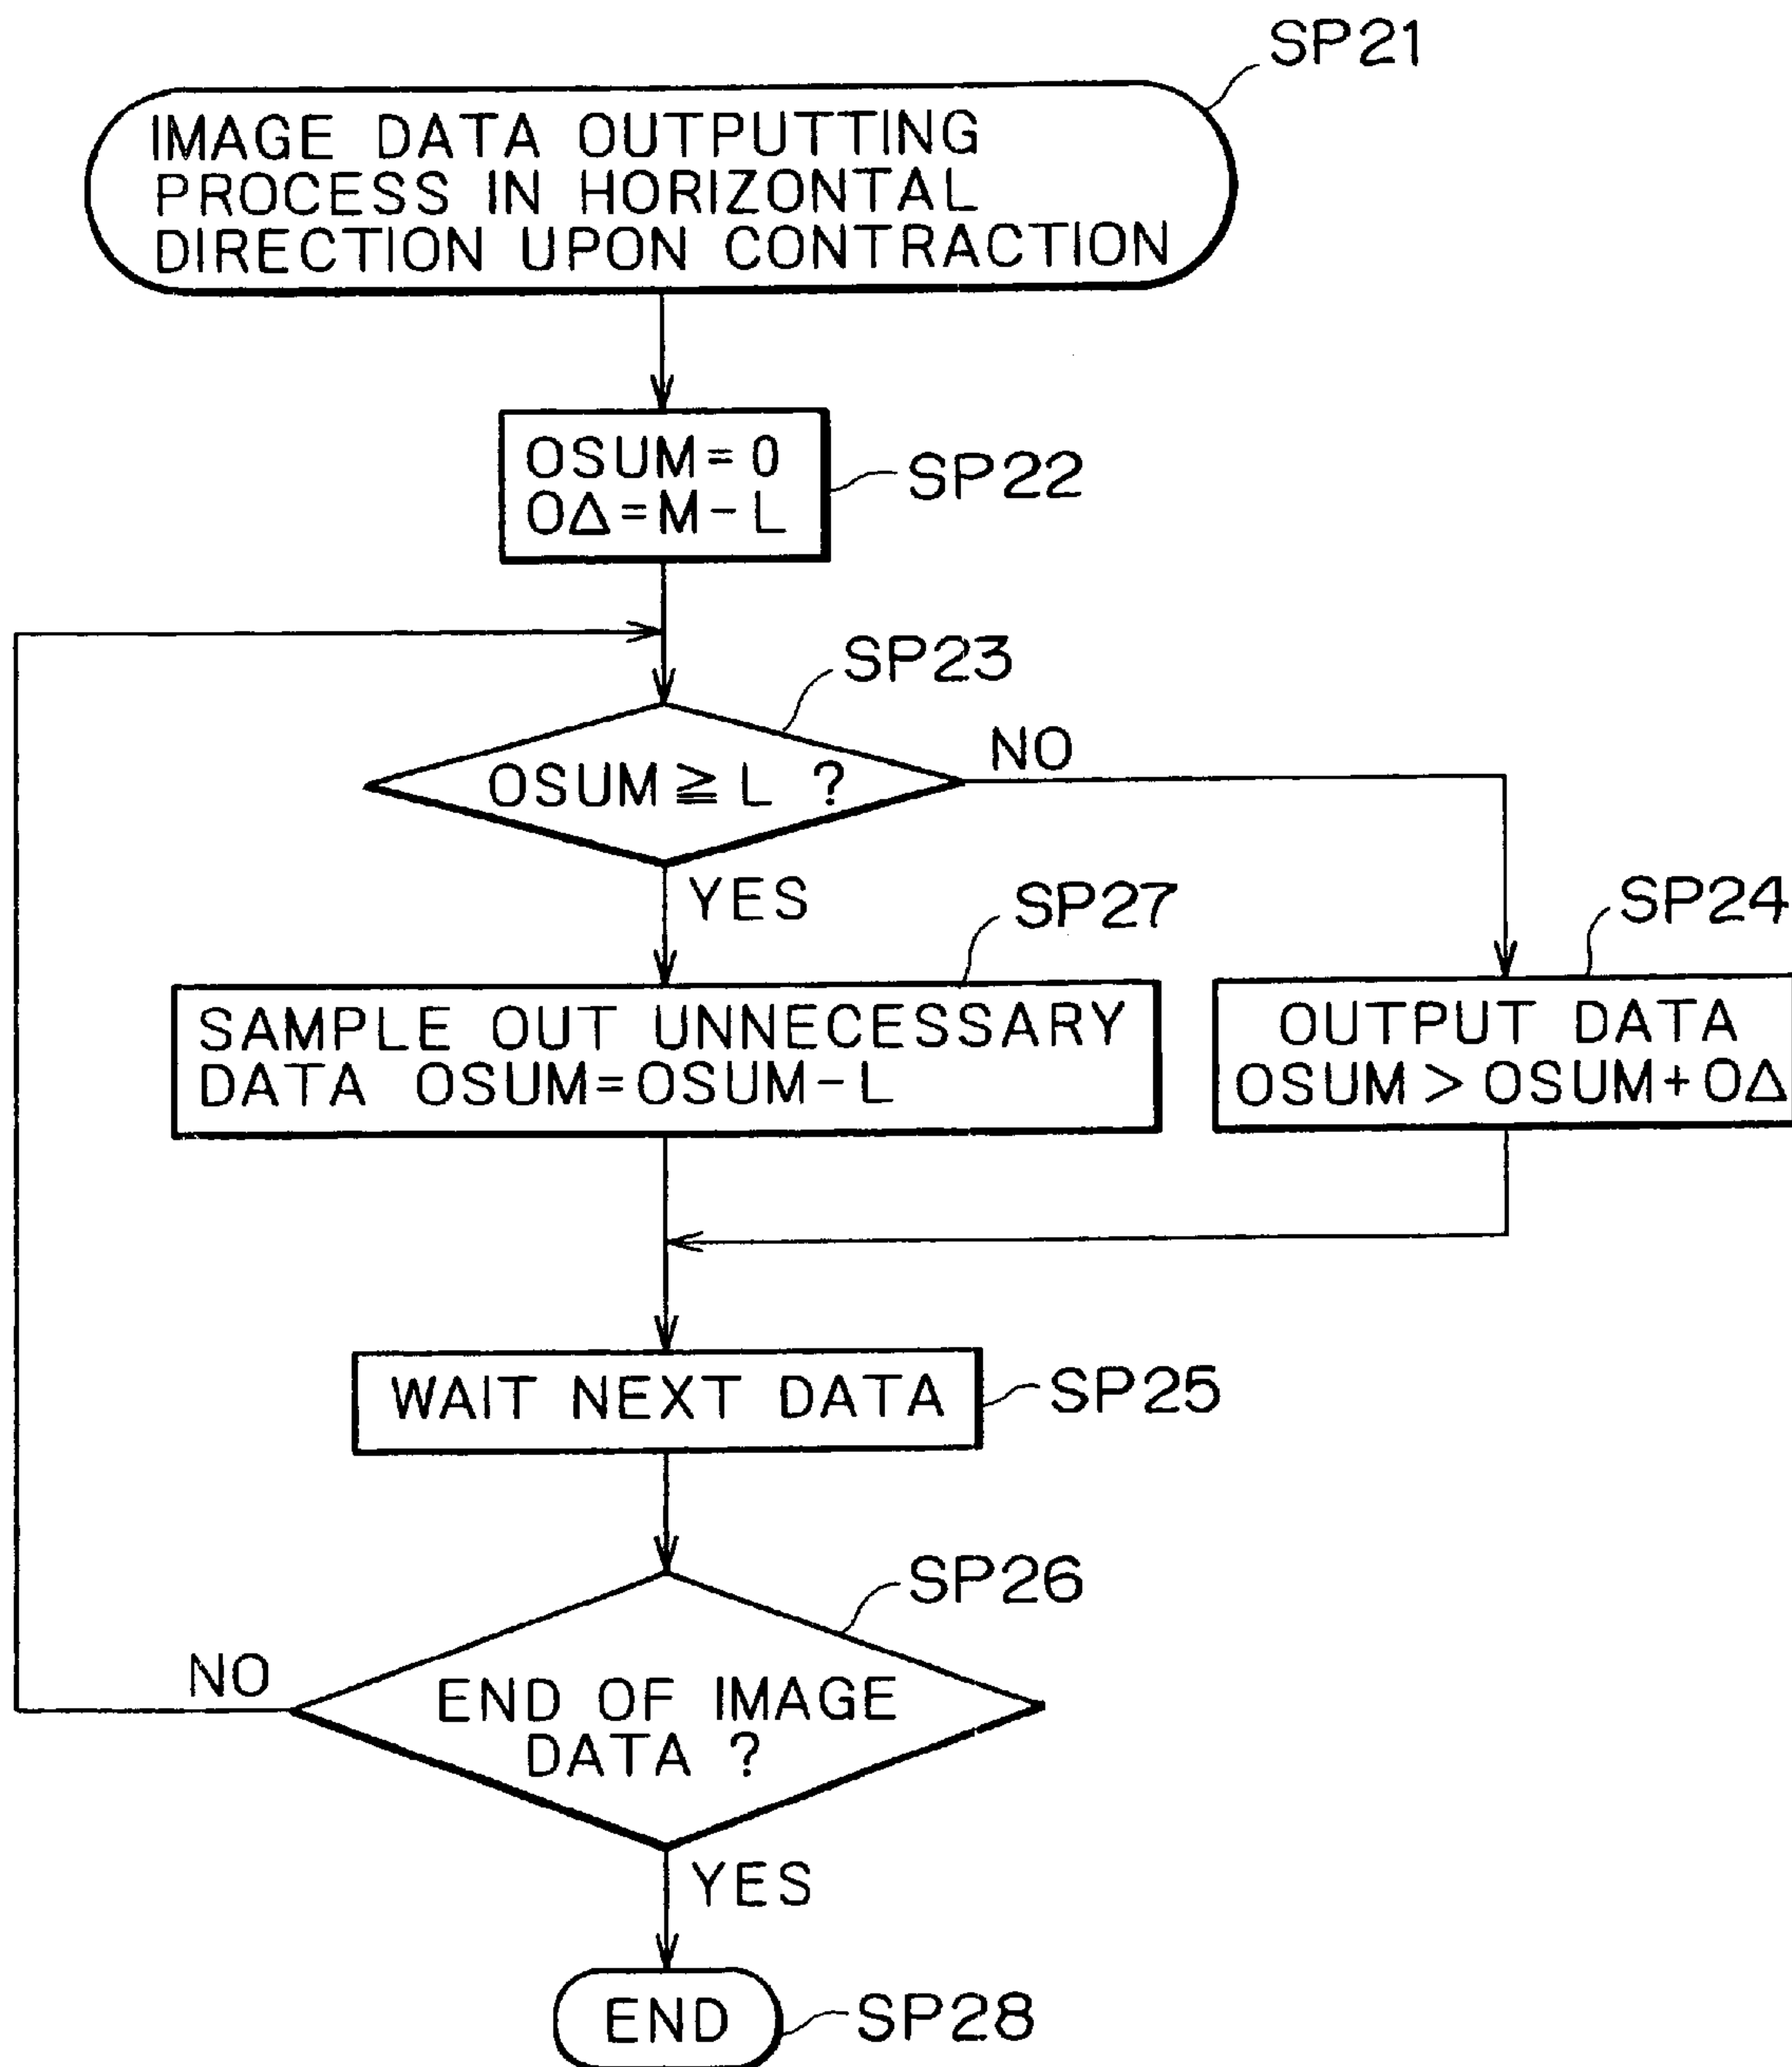 SP21
IMAGE DATA OUTPUTTING
PROCESS IN HORIZONTAL
DIRECTION UPON CONTRACTION
OSUM=0
OΔ=M-L
SP22
SP23
OSUM≧L ?
NO
YES
SP27
SP24
SAMPLE OUT UNNECESSARY
DATA OSUM=OSUM-L
OUTPUT DATA
OSUM>OSUM+OΔ
WAIT NEXT DATA
SP25
SP26
NO
END OF IMAGE
DATA ?
YES
END
SP28